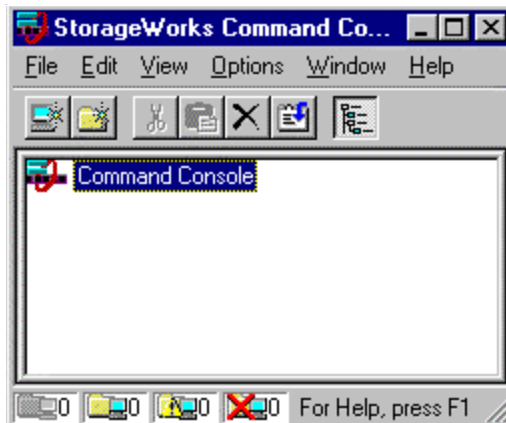 StorageWorks Command Co...
File Edit View Options Window Help
Command Console
0 0 0 0 For Help, press F1